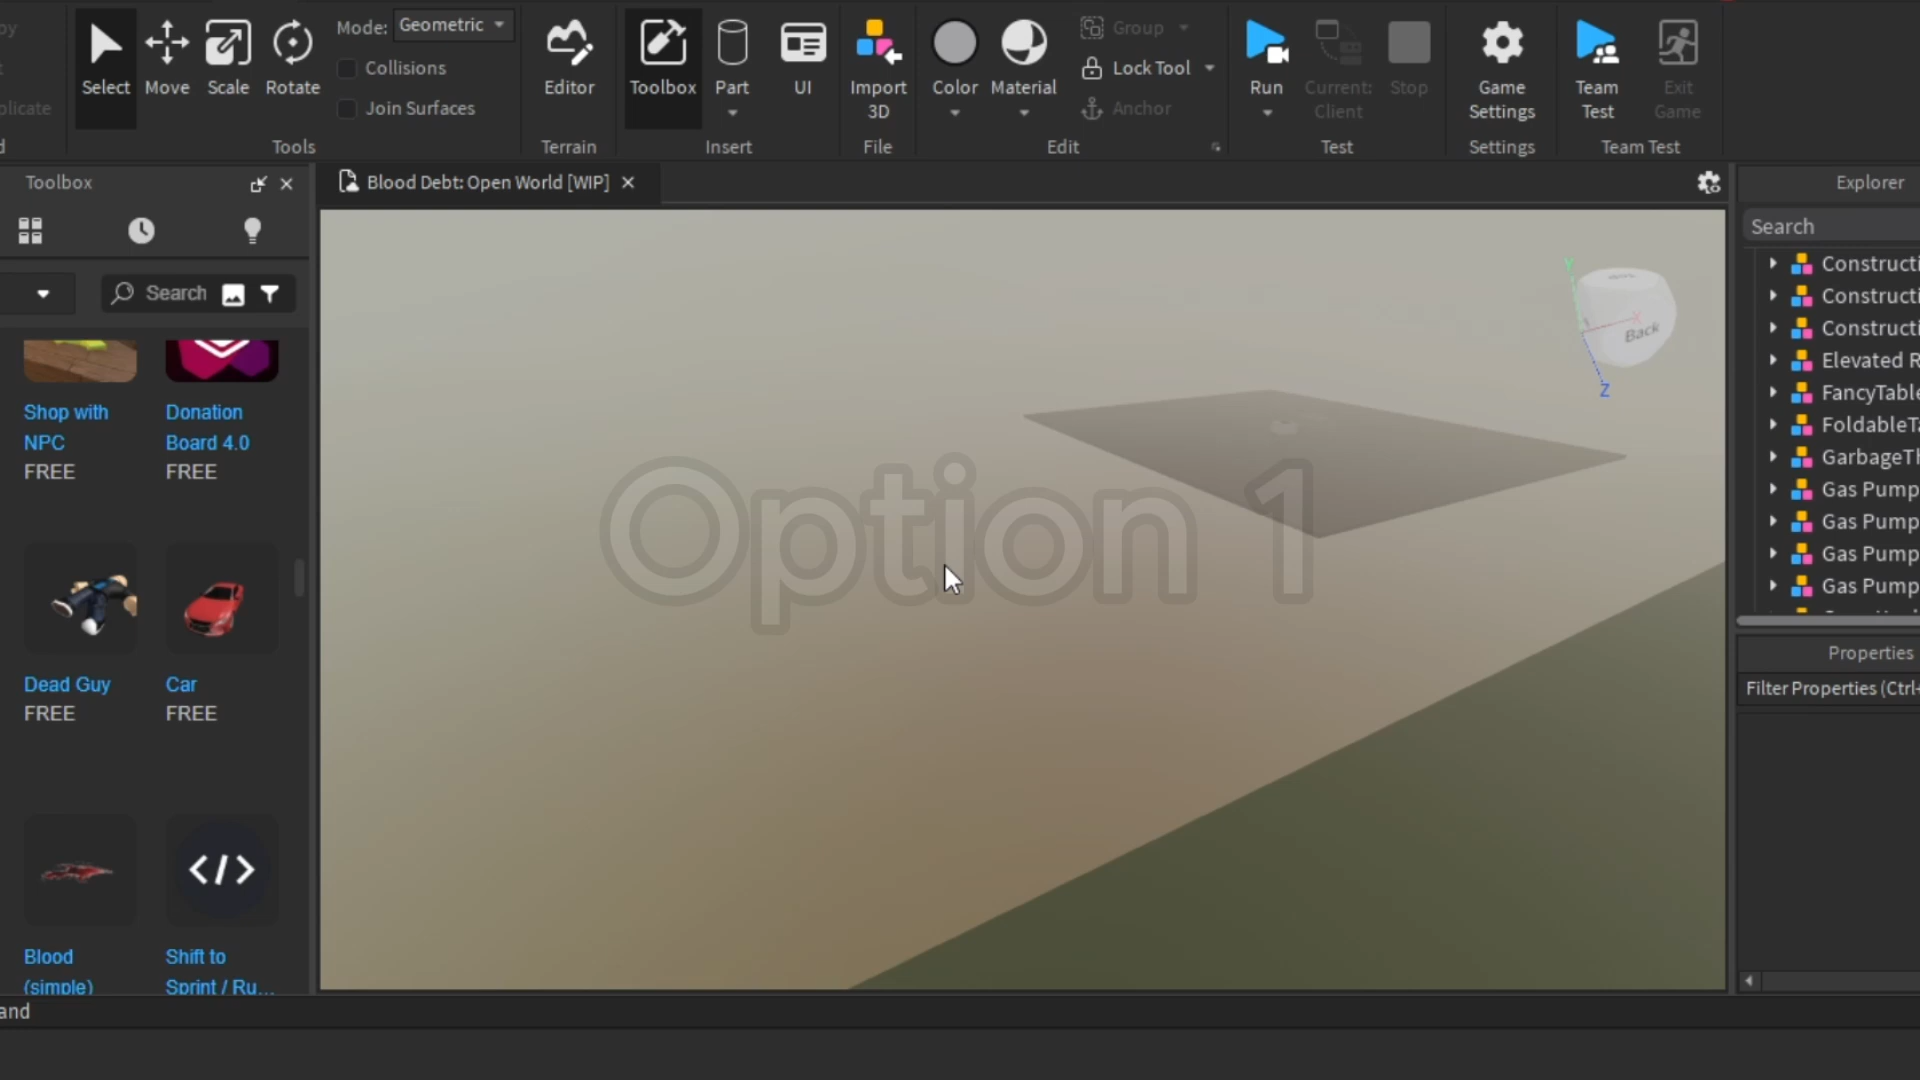 Mode: Geometric
Select
Move
Scale
Rotate
Collisions
Join Surfaces
Tools
Editor
Terrain
Toolbox
Part
UI
Insert
Import
3D
File
Color
Material
Group
Lock Tool
Anchor
Edit
Run
Current:
Client
Stop
Test
Game
Settings
Settings
Team
Test
Exit
Game
Team Test
Toolbox
Blood Debt: Open World [WIP]
Explorer
Search
Search
Shop with
NPC
FREE
Donation
Board 4.0
FREE
Dead Guy
FREE
Car
FREE
Blood
(simple)
Shift to
Sprint / Ru...
Option 1
Y
X
Z
Back
Constructi
Constructi
Constructi
Elevated R
FancyTable
FoldableTa
GarbageTh
Gas Pump
Gas Pump
Gas Pump
Gas Pump
Properties
Filter Properties (Ctrl+
and